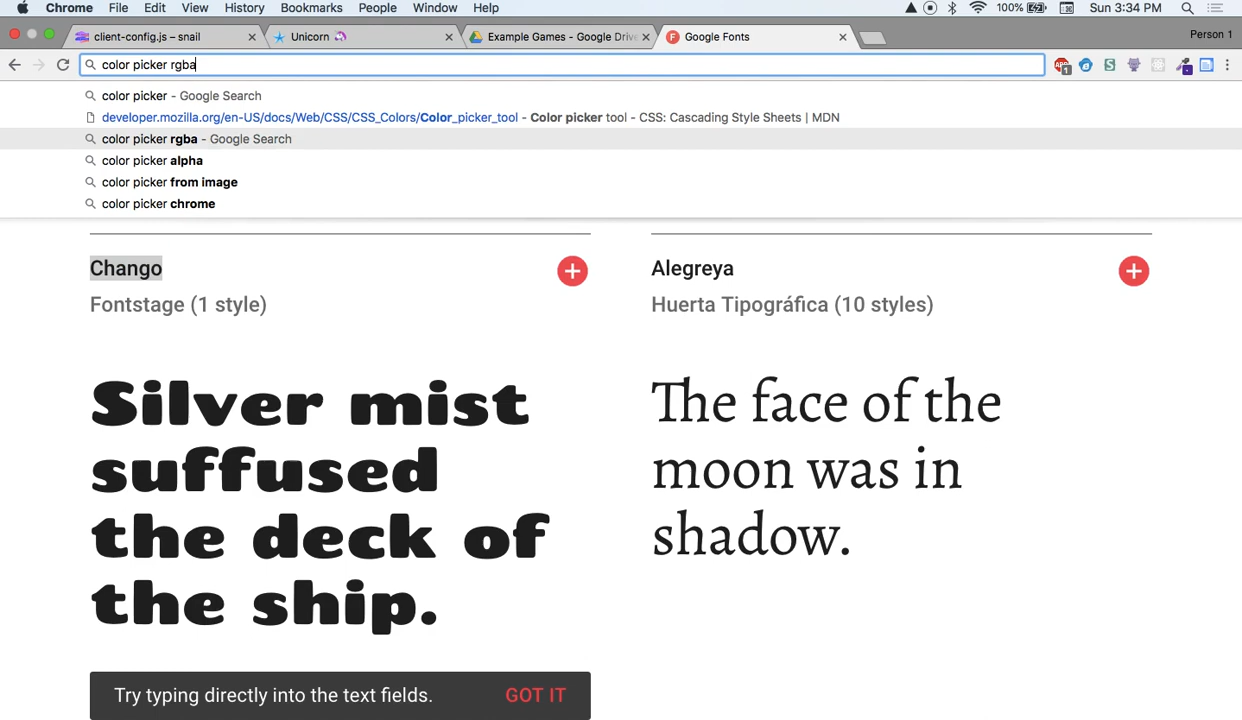 Chrome File Edit View History Bookmarks People Window Help 100% Sun 3:34 PM
client-config.js – snail Unicorn Example Games - Google Drive Google Fonts Person 1
color picker rgba
color picker - Google Search
developer.mozilla.org/en-US/docs/Web/CSS/CSS_Colors/Color_picker_tool - Color picker tool - CSS: Cascading Style Sheets | MDN
color picker rgba - Google Search
color picker alpha
color picker from image
color picker chrome
Chango
Fontstage (1 style)
Silver mist
suffused
the deck of
the ship.
Alegreya
Huerta Tipográfica (10 styles)
The face of the
moon was in
shadow.
Try typing directly into the text fields. GOT IT